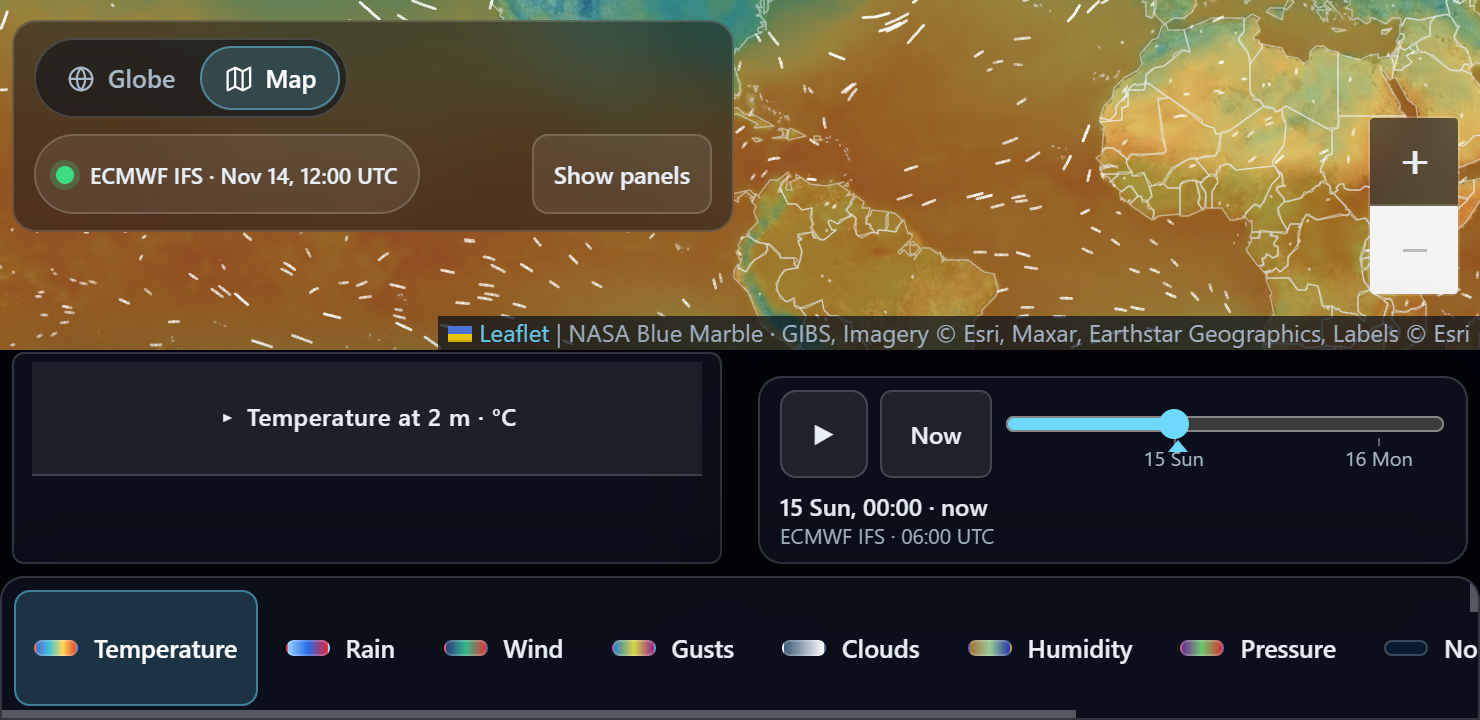 Globe
Map
ECMWF IFS · Nov 14, 12:00 UTC
Show panels
+
−
Leaflet | NASA Blue Marble · GIBS, Imagery © Esri, Maxar, Earthstar Geographics, Labels © Esri
▸ Temperature at 2 m · °C
Now
15 Sun
16 Mon
15 Sun, 00:00 · now
ECMWF IFS · 06:00 UTC
Temperature
Rain
Wind
Gusts
Clouds
Humidity
Pressure